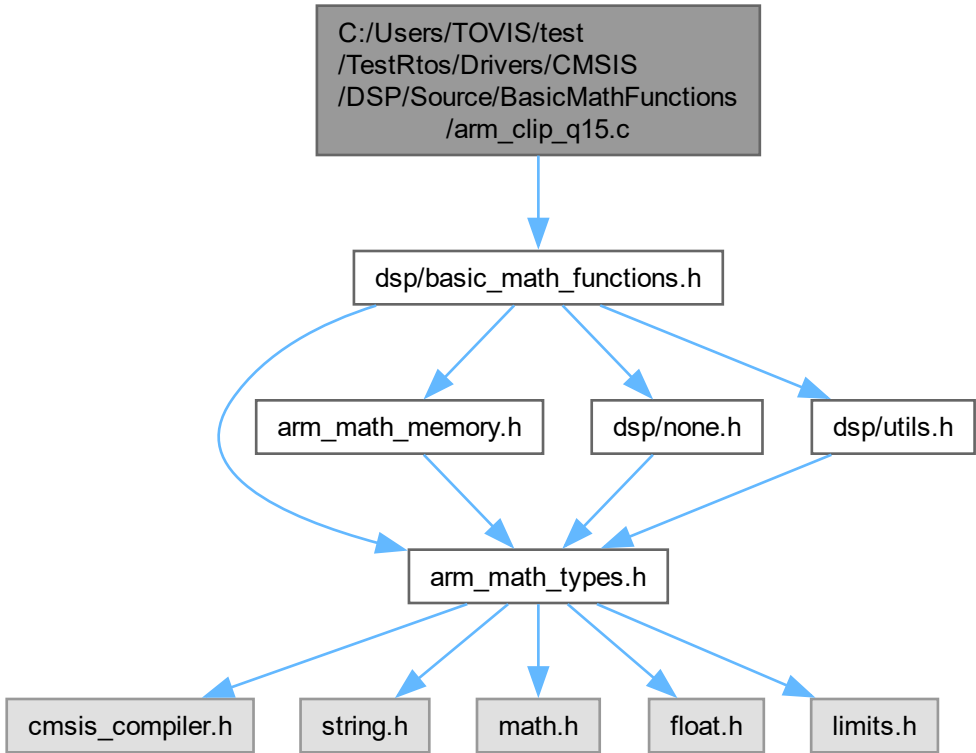 C:/Users/TOVIS/test
/TestRtos/Drivers/CMSIS
/DSP/Source/BasicMathFunctions
/arm_clip_q15.c
dsp/basic_math_functions.h
arm_math_memory.h
dsp/none.h
dsp/utils.h
arm_math_types.h
cmsis_compiler.h
string.h
math.h
float.h
limits.h